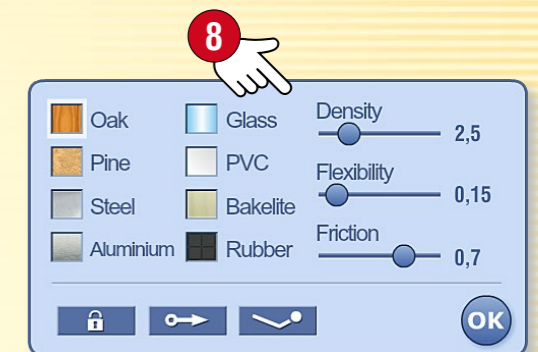 8
Oak
Pine
Steel
Aluminium
Glass
PVC
Bakelite
Rubber
Density
2,5
Flexibility
0,15
Friction
0,7
OK